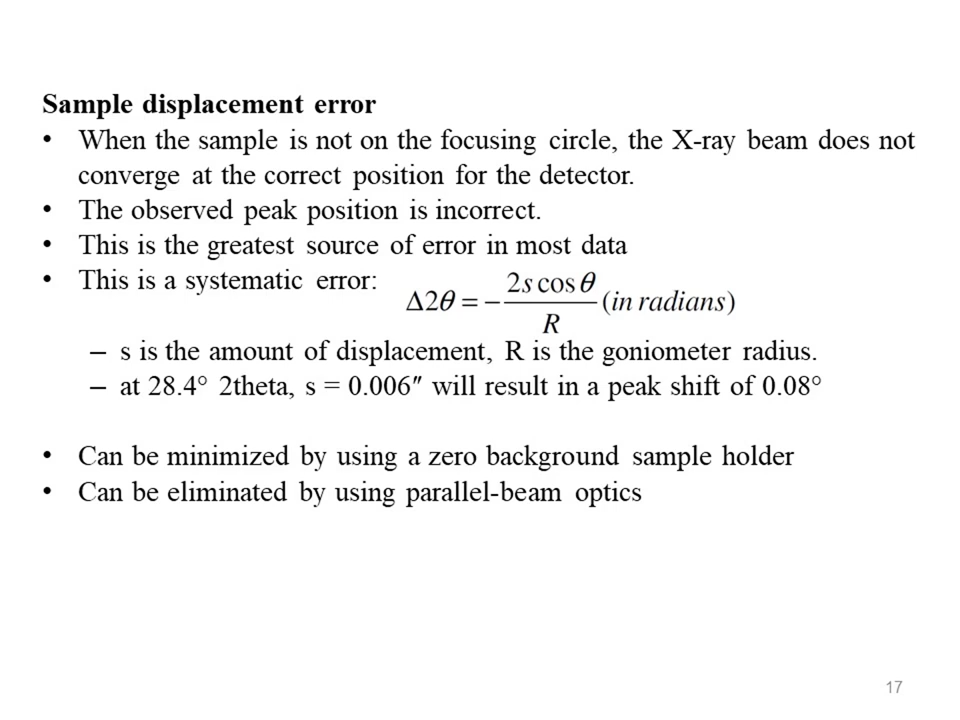 Sample displacement error
• When the sample is not on the focusing circle, the X-ray beam does not
converge at the correct position for the detector.
• The observed peak position is incorrect.
• This is the greatest source of error in most data
• This is a systematic error: Δ2θ = −(2s cos θ)/R (in radians)
– s is the amount of displacement, R is the goniometer radius.
– at 28.4° 2theta, s = 0.006″ will result in a peak shift of 0.08°
• Can be minimized by using a zero background sample holder
• Can be eliminated by using parallel-beam optics
17